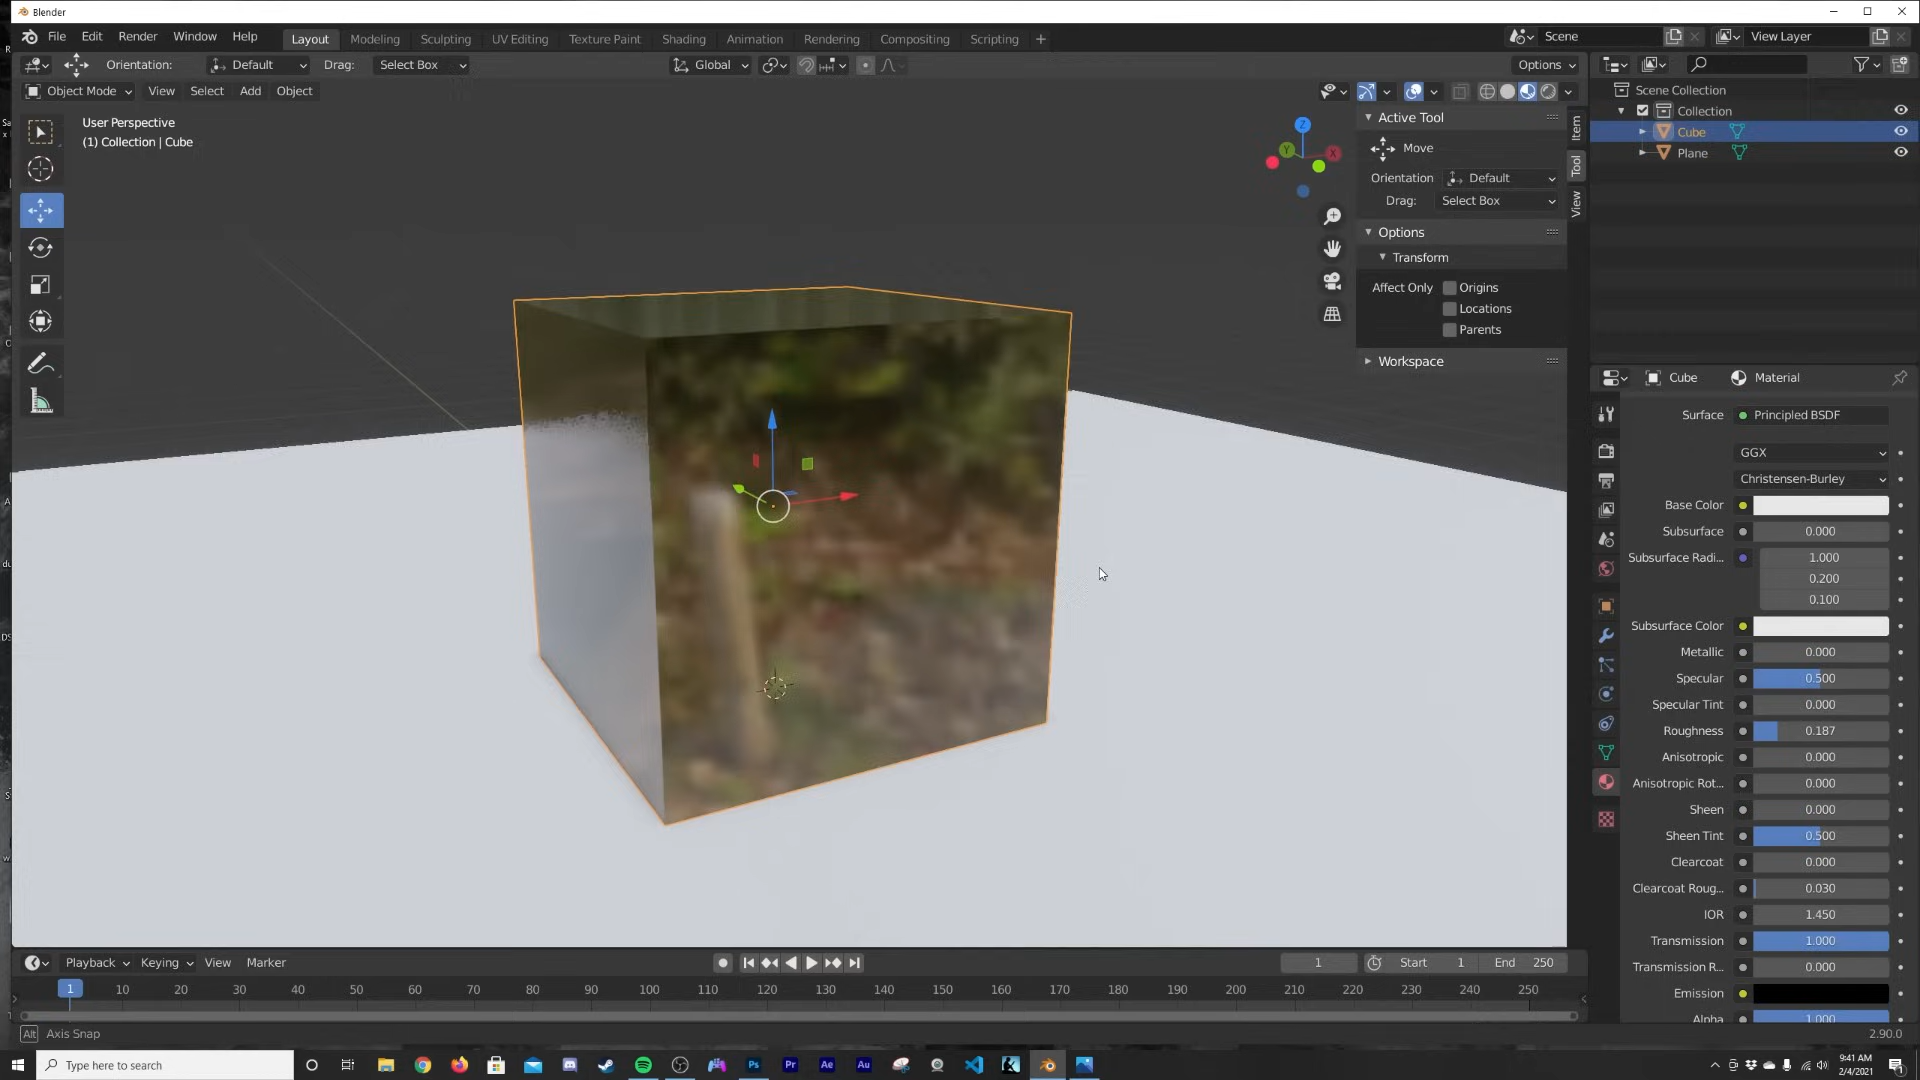 Blender
File Edit Render Window Help Layout Modeling Sculpting UV Editing Texture Paint Shading Animation Rendering Compositing Scripting + Scene View Layer
Orientation: Default Drag: Select Box Global Options
Object Mode View Select Add Object
User Perspective
(1) Collection | Cube
Z
Y
X
Active Tool
Move
Orientation Default
Drag: Select Box
Options
Transform
Affect Only Origins
Locations
Parents
Workspace
Item
Tool
View
Scene Collection
Collection
Cube
Plane
Cube Material
Surface Principled BSDF
GGX
Christensen-Burley
Base Color
Subsurface 0.000
Subsurface Radi... 1.000
0.200
0.100
Subsurface Color
Metallic 0.000
Specular 0.500
Specular Tint 0.000
Roughness 0.187
Anisotropic 0.000
Anisotropic Rot... 0.000
Sheen 0.000
Sheen Tint 0.500
Clearcoat 0.000
Clearcoat Roug... 0.030
IOR 1.450
Transmission 1.000
Transmission R... 0.000
Emission
Alpha 1.000
Playback Keying View Marker 1 Start 1 End 250
1 10 20 30 40 50 60 70 80 90 100 110 120 130 140 150 160 170 180 190 200 210 220 230 240 250
Alt Axis Snap 2.90.0
Type here to search Ps Pr Ae Au
9:41 AM
2/4/2021